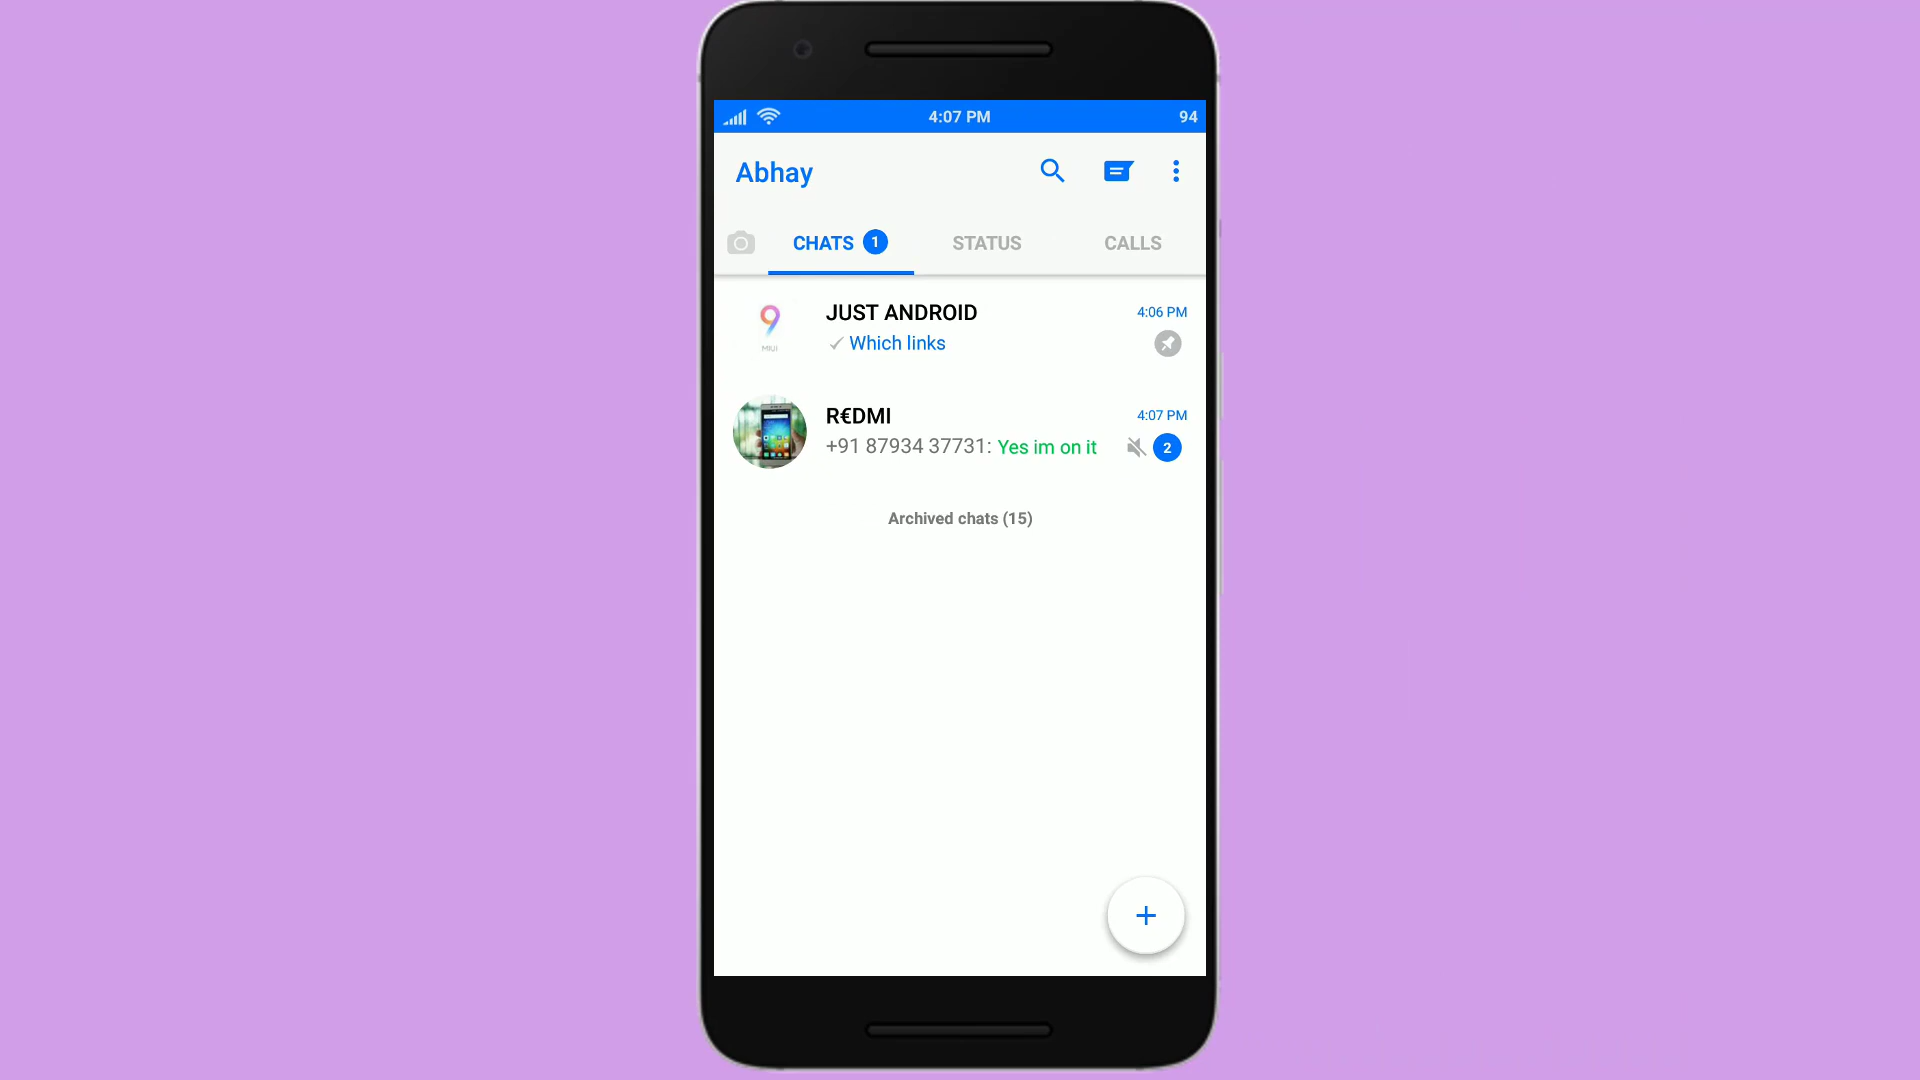 4:07 PM 94
Abhay
CHATS 1 STATUS CALLS
JUST ANDROID 4:06 PM
Which links
MIUI
R€DMI 4:07 PM
+91 87934 37731: Yes im on it 2
Archived chats (15)